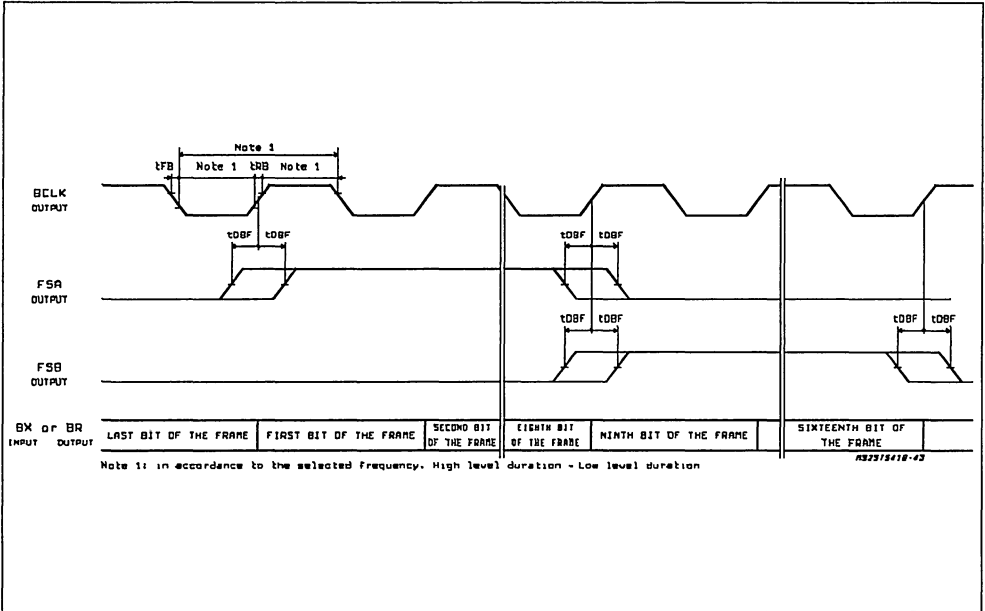 Note 1
tFB Note 1 tRB Note 1
BCLK
OUTPUT
tDBF tDBF tDBF tDBF
FSA
OUTPUT
tDBF tDBF tDBF tDBF
FSB
OUTPUT
BX or BR
INPUT OUTPUT
LAST BIT OF THE FRAME
FIRST BIT OF THE FRAME
SECOND BIT
OF THE FRAME
EIGHTH BIT
OF THE FRAME
NINTH BIT OF THE FRAME
SIXTEENTH BIT OF
THE FRAME
Note 1: in accordance to the selected frequency. High level duration - Low level duration